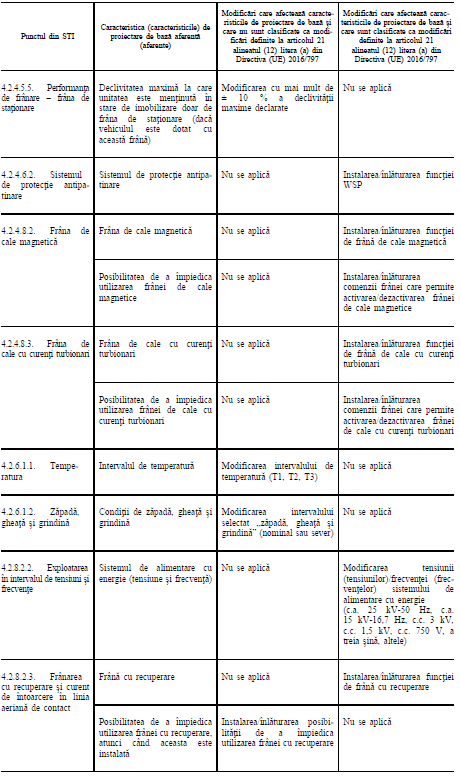 Punctul din STI
Caracteristica (caracteristicile) de
proiectare de bază aferentă
(aferente)
Modificări care afectează caracte-
risticile de proiectare de bază și
care nu sunt clasificate ca modi-
ficări definite la articolul 21
alineatul (12) litera (a) din
Directiva (UE) 2016/797
Modificări care afectează carac-
teristicile de proiectare de bază și
care sunt clasificate ca modificări
definite la articolul 21
alineatul (12) litera (a) din
Directiva (UE) 2016/797
4.2.4.5.5. Performanța
de frânare – frâna de
staționare
Declivitatea maximă la care
unitatea este menținută în
stare de imobilizare doar de
frâna de staționare (dacă
vehiculul este dotat cu
această frână)
Modificarea cu mai mult de
± 10 % a declivității
maxime declarate
Nu se aplică
4.2.4.6.2. Sistemul
de protecție antipa-
tinare
Sistemul de protecție antipa-
tinare
Nu se aplică
Instalarea/înlăturarea funcției
WSP
4.2.4.8.2. Frâna de
cale magnetică
Frâna de cale magnetică
Nu se aplică
Instalarea/înlăturarea funcției
de frână de cale magnetică
Posibilitatea de a împiedica
utilizarea frânei de cale
magnetice
Nu se aplică
Instalarea/înlăturarea
comenzii frânei care permite
activarea/dezactivarea frânei
de cale magnetice
4.2.4.8.3. Frâna de
cale cu curenți turbionari
Frâna de cale cu curenți
turbionari
Nu se aplică
Instalarea/înlăturarea funcției
de frână de cale cu curenți
turbionari
Posibilitatea de a împiedica
utilizarea frânei de cale cu
curenți turbionari
Nu se aplică
Instalarea/înlăturarea
comenzii frânei care permite
activarea/dezactivarea frânei
de cale cu curenți turbionari
4.2.6.1.1. Tempe-
ratura
Intervalul de temperatură
Modificarea intervalului de
temperatură (T1, T2, T3)
Nu se aplică
4.2.6.1.2. Zăpadă,
gheață și grindină
Condiții de zăpadă, gheață și
grindină
Modificarea intervalului
selectat „zăpadă, gheață și
grindină” (nominal sau sever)
Nu se aplică
4.2.8.2.2. Exploatarea
în intervalul de tensiuni și
frecvențe
Sistemul de alimentare cu
energie (tensiune și frecvență)
Nu se aplică
Modificarea tensiunii
(tensiunilor)/frecvenței (frec-
vențelor) sistemului de
alimentare cu energie
(c.a. 25 kV-50 Hz, c.a.
15 kV-16,7 Hz, c.c. 3 kV,
c.c. 1,5 kV, c.c. 750 V, a
treia șină, altele)
4.2.8.2.3. Frânarea
cu recuperare și curent
de întoarcere în linia
aeriană de contact
Frână cu recuperare
Nu se aplică
Instalarea/înlăturarea funcției
de frână cu recuperare
Posibilitatea de a împiedica
utilizarea frânei cu recuperare,
atunci când aceasta este
instalată
Instalarea/înlăturarea posibi-
lității de a împiedica
utilizarea frânei cu recuperare
Nu se aplică